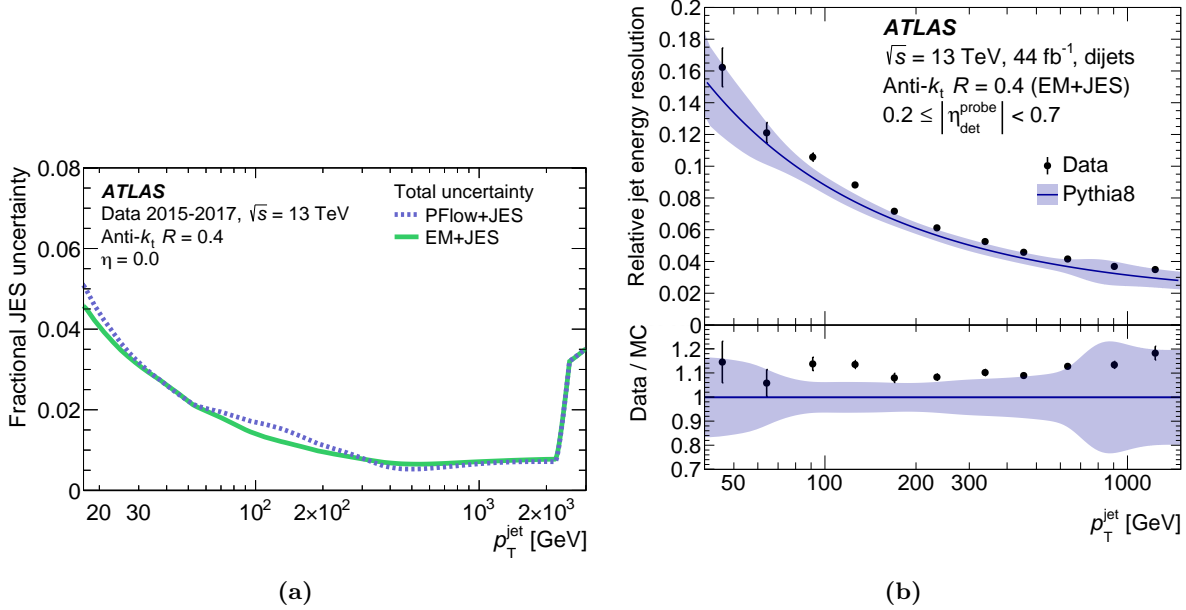 0.08
0.06
0.04
0.02
0
Fractional JES uncertainty
ATLAS
Data 2015-2017, √s = 13 TeV
Anti-kₜ R = 0.4
η = 0.0
Total uncertainty
PFlow+JES
EM+JES
20 30 10² 2×10² 10³ 2×10³
p_T^jet [GeV]
(a)
0.18
0.16
0.14
0.12
0.1
0.08
0.06
0.04
0.02
0
Relative jet energy resolution
ATLAS
√s = 13 TeV, 44 fb⁻¹, dijets
Anti-kₜ R = 0.4 (EM+JES)
0.2 ≤ |η_det^probe| < 0.7
Data
Pythia8
1.2
1.1
1
0.9
0.8
0.7
Data / MC
50 100 200 300 1000
p_T^jet [GeV]
(b)